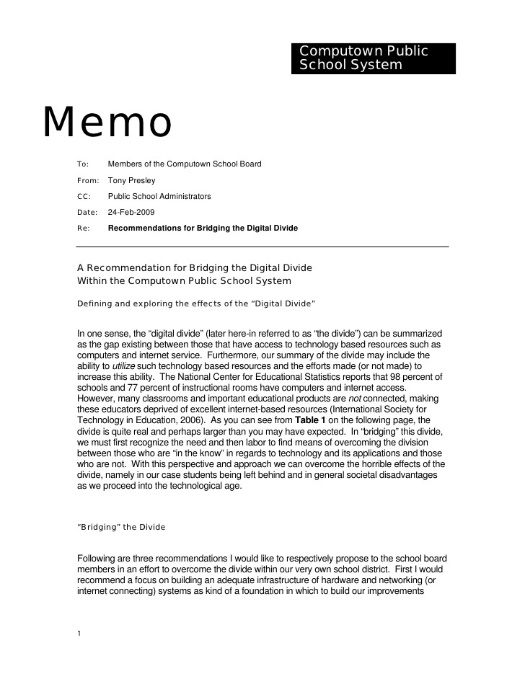 Computown Public
School System
Memo
To: Members of the Computown School Board
From: Tony Presley
CC: Public School Administrators
Date: 24-Feb-2009
Re: Recommendations for Bridging the Digital Divide
A Recommendation for Bridging the Digital Divide
Within the Computown Public School System
Defining and exploring the effects of the “Digital Divide”
In one sense, the “digital divide” (later here-in referred to as “the divide”) can be summarized
as the gap existing between those that have access to technology based resources such as
computers and internet service. Furthermore, our summary of the divide may include the
ability to utilize such technology based resources and the efforts made (or not made) to
increase this ability. The National Center for Educational Statistics reports that 98 percent of
schools and 77 percent of instructional rooms have computers and internet access.
However, many classrooms and important educational products are not connected, making
these educators deprived of excellent internet-based resources (International Society for
Technology in Education, 2006). As you can see from Table 1 on the following page, the
divide is quite real and perhaps larger than you may have expected. In “bridging” this divide,
we must first recognize the need and then labor to find means of overcoming the division
between those who are “in the know” in regards to technology and its applications and those
who are not. With this perspective and approach we can overcome the horrible effects of the
divide, namely in our case students being left behind and in general societal disadvantages
as we proceed into the technological age.
“Bridging” the Divide
Following are three recommendations I would like to respectively propose to the school board
members in an effort to overcome the divide within our very own school district. First I would
recommend a focus on building an adequate infrastructure of hardware and networking (or
internet connecting) systems as kind of a foundation in which to build our improvements
1